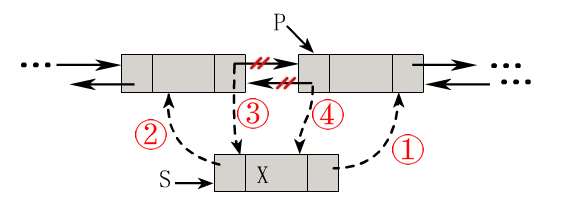 P
... ...
...
③ ④
② ①
S X